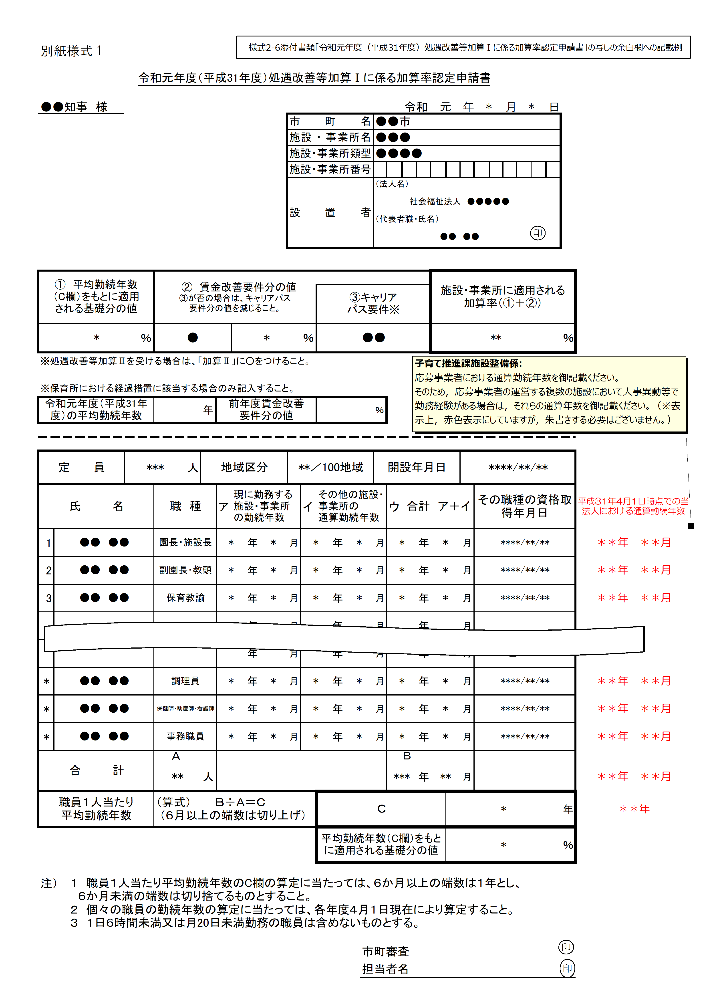 別紙様式１
様式2-6添付書類「令和元年度（平成31年度）処遇改善等加算Ⅰに係る加算率認定申請書」の写しの余白欄への記載例
令和元年度（平成31年度）処遇改善等加算Ⅰに係る加算率認定申請書
●●知事　様
令和　元　年　＊　月　＊　日
市町名　●●市
施設・事業所名　●●●
施設・事業所類型　●●●●
施設・事業所番号
設置者
（法人名）
社会福祉法人　●●●●●
（代表者職・氏名）
●●　●●　印
①　平均勤続年数
（C欄）をもとに適用
される基礎分の値
②　賃金改善要件分の値
③が否の場合は、キャリアパス
要件分の値を減じること。
③キャリア
パス要件※
施設・事業所に適用される
加算率（①＋②）
＊　％　●　＊　％　●●　＊＊　％
※処遇改善等加算Ⅱを受ける場合は、「加算Ⅱ」に〇をつけること。
※保育所における経過措置に該当する場合のみ記入すること。
令和元年度（平成31年
度）の平均勤続年数
年
前年度賃金改善
要件分の値
％
子育て推進課施設整備係：
応募事業者における通算勤続年数を御記載ください。
そのため，応募事業者の運営する複数の施設において人事異動等で
勤務経験がある場合は，それらの通算年数を御記載ください。（※表
示上，赤色表示にしていますが，朱書きする必要はございません。）
定　員　***　人　地域区分　**／100地域　開設年月日　****/**/**
氏　名　職　種
ア　現に勤務する
施設・事業所
の勤続年数
イ　その他の施設・
事業所の
通算勤続年数
ウ　合計　ア＋イ
その職種の資格取
得年月日
平成31年4月1日時点での当
法人における通算勤続年数
1　●●　●●　園長・施設長　＊　年　＊　月　＊　年　＊　月　＊　年　＊　月　****/**/**　＊＊年　＊＊月
2　●●　●●　副園長・教頭　＊　年　＊　月　＊　年　＊　月　＊　年　＊　月　****/**/**　＊＊年　＊＊月
3　●●　●●　保育教諭　＊　年　＊　月　＊　年　＊　月　＊　年　＊　月　****/**/**　＊＊年　＊＊月
年　月　年　月　年　月
年　月　年　月　年　月
＊　●●　●●　調理員　＊　年　＊　月　＊　年　＊　月　＊　年　＊　月　****/**/**　＊＊年　＊＊月
＊　●●　●●　保健師・助産師・看護師　＊　年　＊　月　＊　年　＊　月　＊　年　＊　月　****/**/**　＊＊年　＊＊月
＊　●●　●●　事務職員　＊　年　＊　月　＊　年　＊　月　＊　年　＊　月　****/**/**　＊＊年　＊＊月
合　計　A　**　人　B　***　年　**　月　＊＊年　＊＊月
職員１人当たり
平均勤続年数
（算式）　B÷A＝C
（６月以上の端数は切り上げ）
C　＊　年　＊＊年
平均勤続年数（C欄）をもと
に適用される基礎分の値
＊　％
注）　１　職員１人当たり平均勤続年数のC欄の算定に当たっては、６か月以上の端数は１年とし、
６か月未満の端数は切り捨てるものとすること。
２　個々の職員の勤続年数の算定に当たっては、各年度４月１日現在により算定すること。
３　１日６時間未満又は月20日未満勤務の職員は含めないものとする。
市町審査　印
担当者名　印